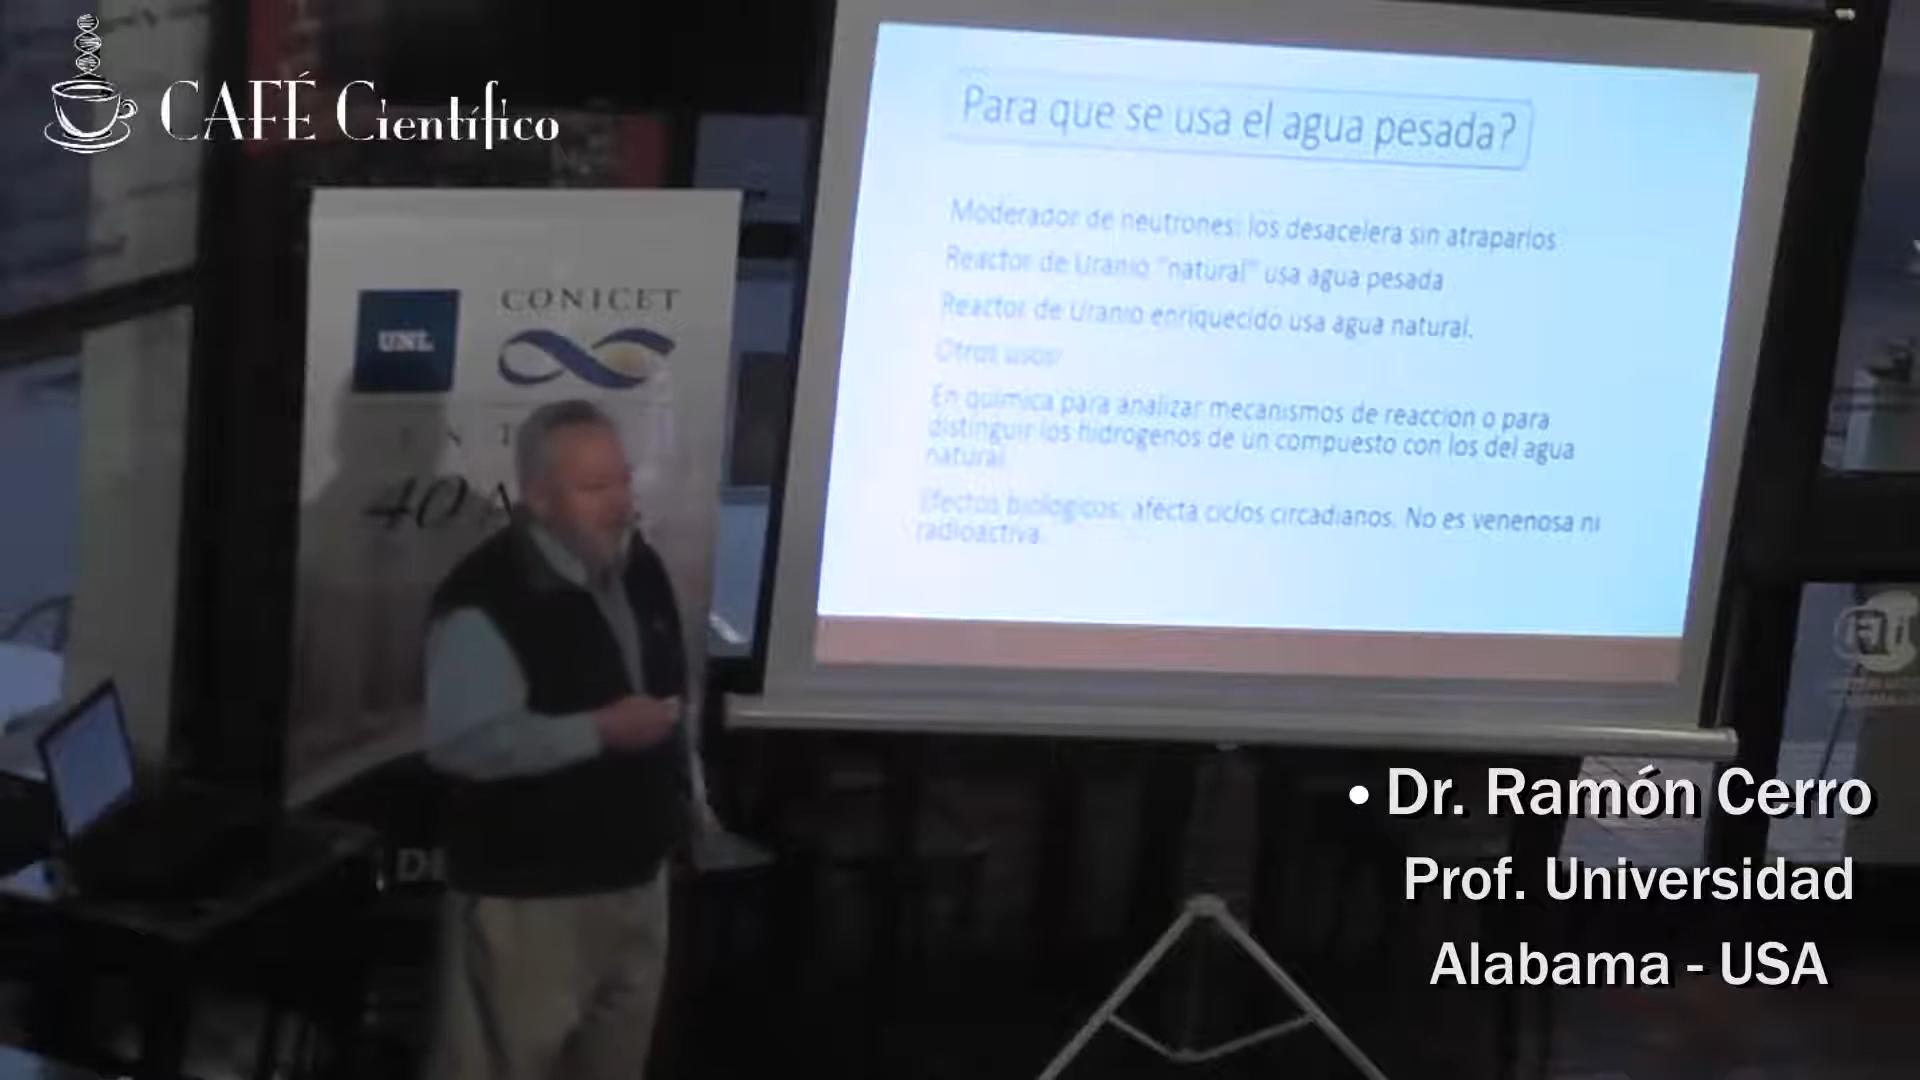 CAFÉ Científico
Para que se usa el agua pesada?
Moderador de neutrones: los desacelera sin atraparlos
Reactor de Uranio "natural" usa agua pesada
Reactor de Uranio enriquecido usa agua natural.
Otros usos:
En quimica para analizar mecanismos de reaccion o para
distinguir los hidrogenos de un compuesto con los del agua
natural
Efectos biologicos: afecta ciclos circadianos. No es venenosa ni
radioactiva.
CONICET
UNL
40 A
• Dr. Ramón Cerro
Prof. Universidad
Alabama - USA